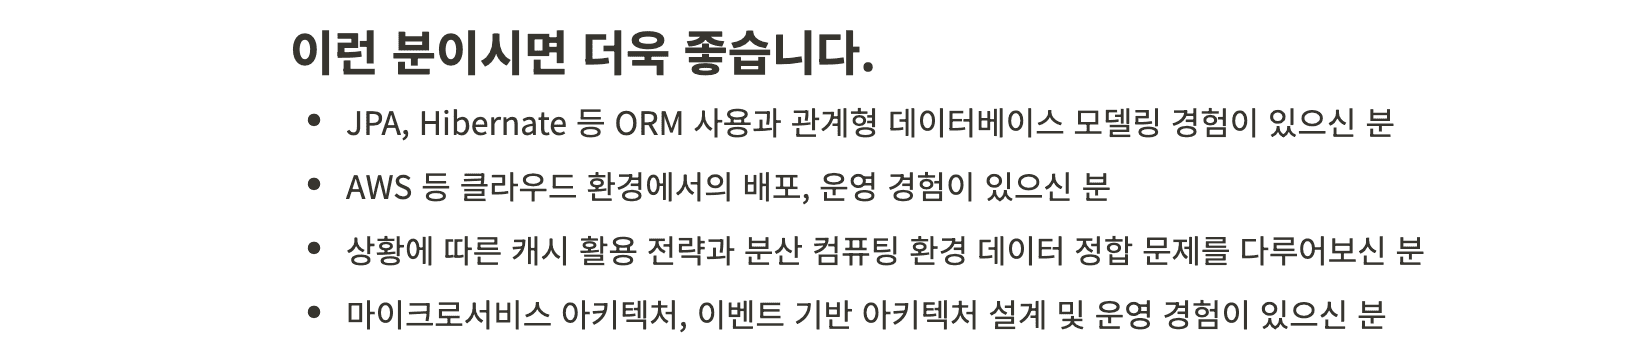 이런 분이시면 더욱 좋습니다.
• JPA, Hibernate 등 ORM 사용과 관계형 데이터베이스 모델링 경험이 있으신 분
• AWS 등 클라우드 환경에서의 배포, 운영 경험이 있으신 분
• 상황에 따른 캐시 활용 전략과 분산 컴퓨팅 환경 데이터 정합 문제를 다루어보신 분
• 마이크로서비스 아키텍처, 이벤트 기반 아키텍처 설계 및 운영 경험이 있으신 분